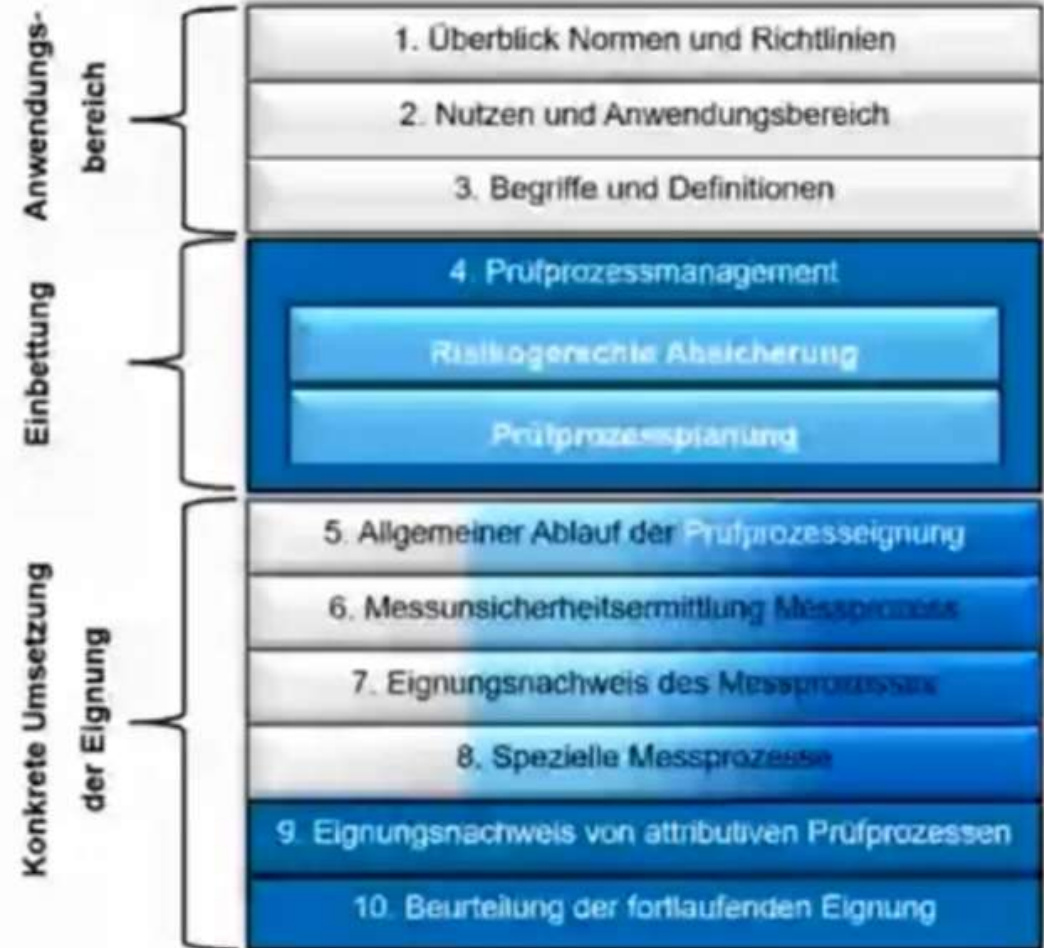 Anwendungs-
bereich
1. Überblick Normen und Richtlinien
2. Nutzen und Anwendungsbereich
3. Begriffe und Definitionen
Einbettung
4. Prüfprozessmanagement
Risikogerechte Absicherung
Prüfprozessplanung
Konkrete Umsetzung
der Eignung
5. Allgemeiner Ablauf der Prüfprozesseignung
6. Messunsicherheitsermittlung Messprozess
7. Eignungsnachweis des Messprozesses
8. Spezielle Messprozesse
9. Eignungsnachweis von attributiven Prüfprozessen
10. Beurteilung der fortlaufenden Eignung